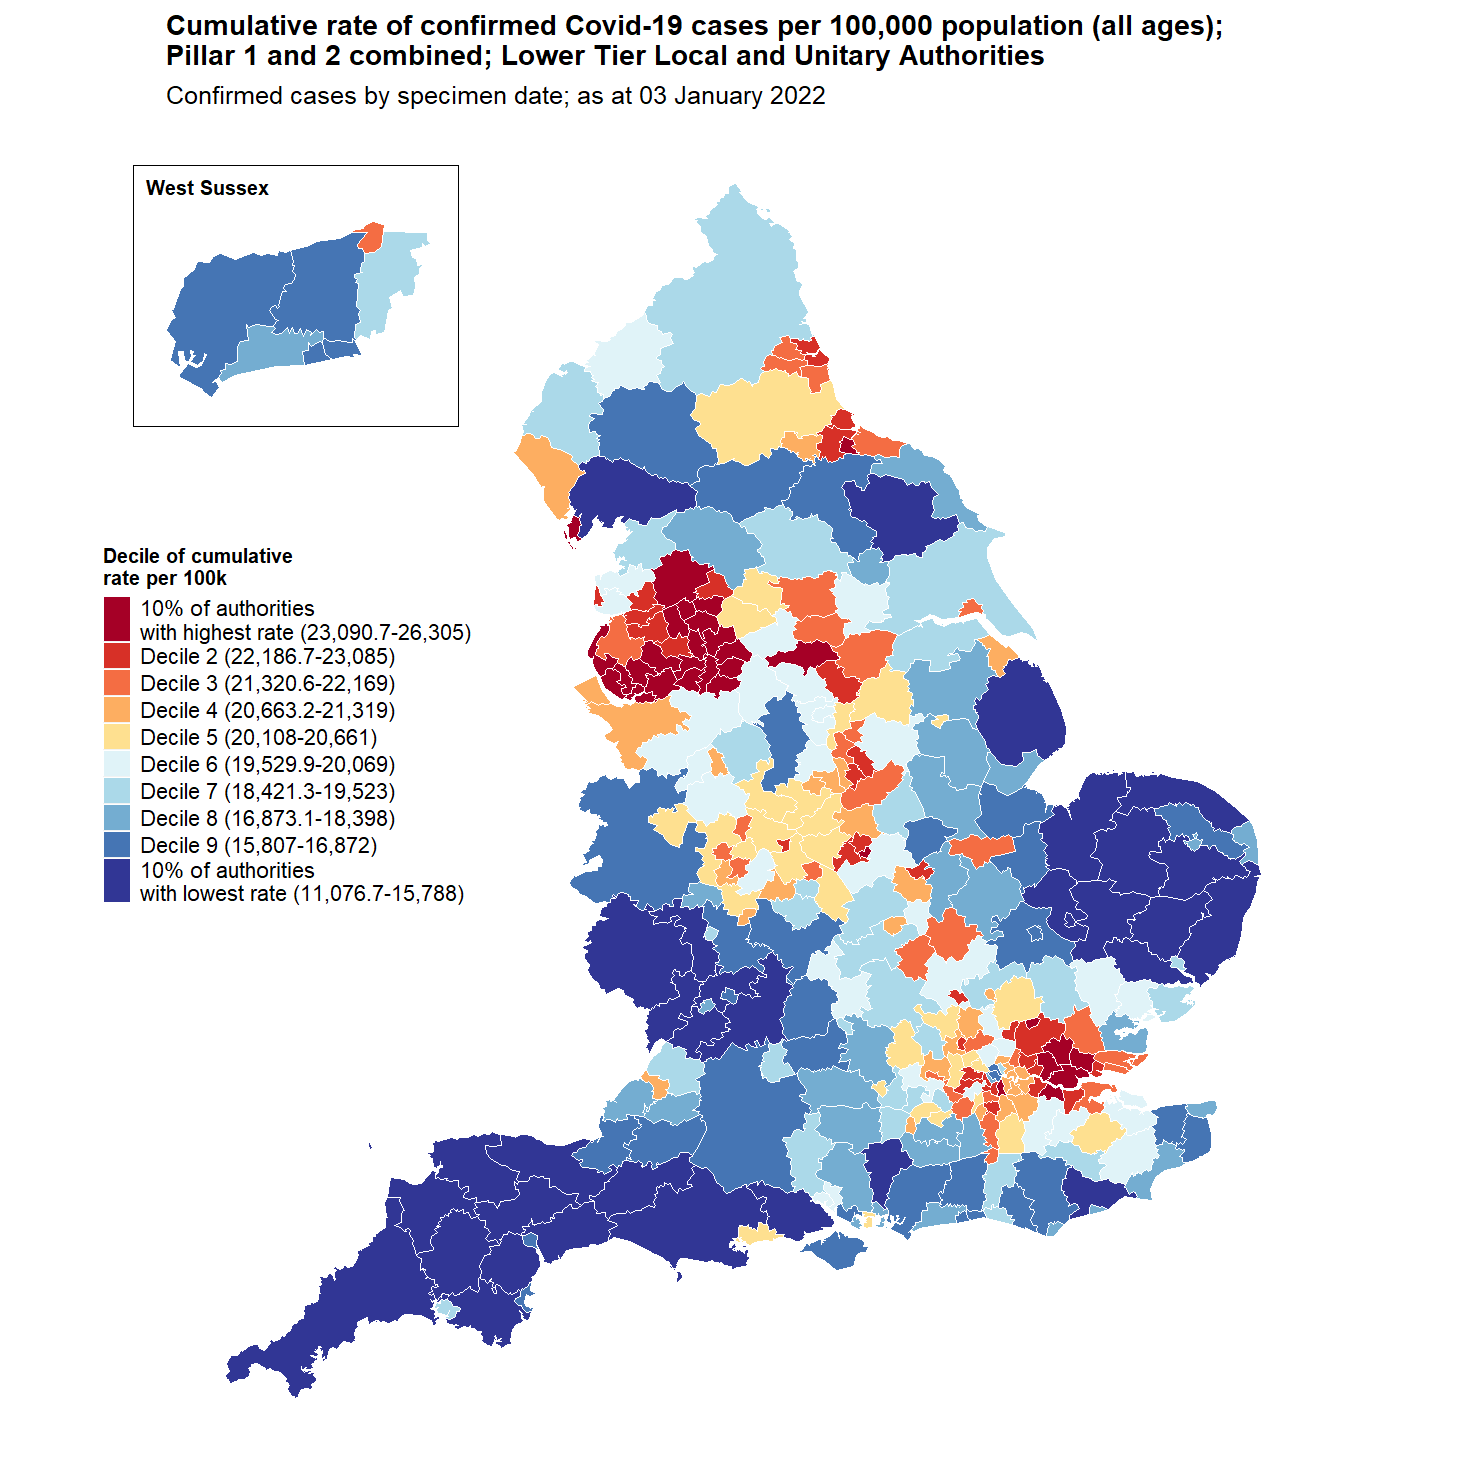 Cumulative rate of confirmed Covid-19 cases per 100,000 population (all ages);
Pillar 1 and 2 combined; Lower Tier Local and Unitary Authorities
Confirmed cases by specimen date; as at 03 January 2022
West Sussex
Decile of cumulative
rate per 100k
10% of authorities
with highest rate (23,090.7-26,305)
Decile 2 (22,186.7-23,085)
Decile 3 (21,320.6-22,169)
Decile 4 (20,663.2-21,319)
Decile 5 (20,108-20,661)
Decile 6 (19,529.9-20,069)
Decile 7 (18,421.3-19,523)
Decile 8 (16,873.1-18,398)
Decile 9 (15,807-16,872)
10% of authorities
with lowest rate (11,076.7-15,788)